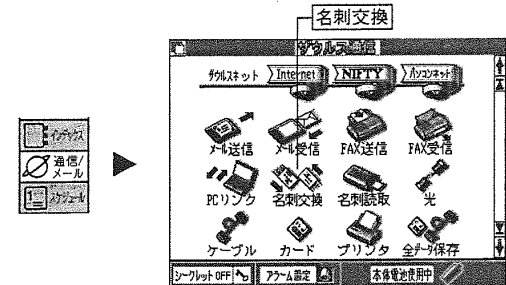 名刺交換
ザウルス通信
ザウルスネット Internet NIFTY パソコンネット
メール送信 メール受信 FAX送信 FAX受信
インデックス
通信/
メール
スケジュール
PCリンク 名刺交換 名刺読取 光
ケーブル カード プリンタ 全データ保存
シークレット OFF アラーム設定 本体電池使用中